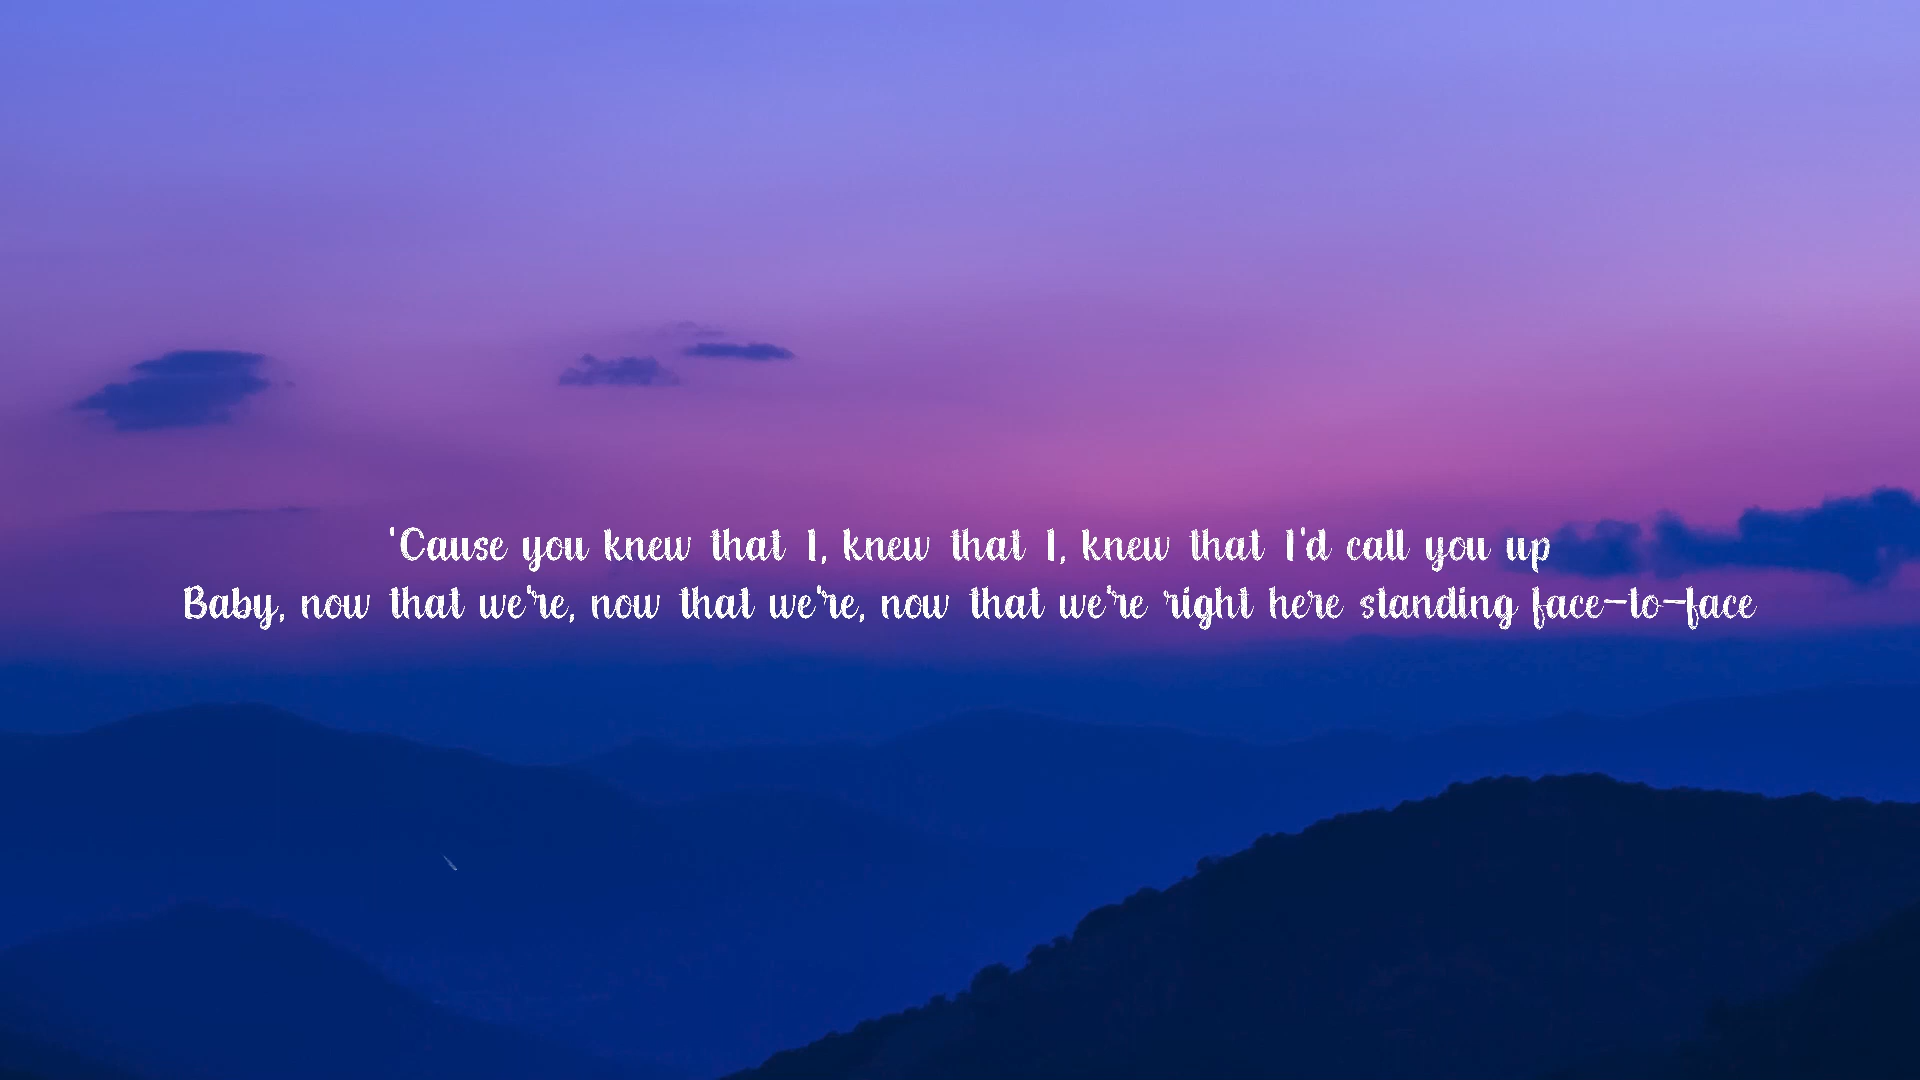 'Cause you knew that I, knew that I, knew that I'd call you up
Baby, now that we're, now that we're, now that we're right here standing face-to-face